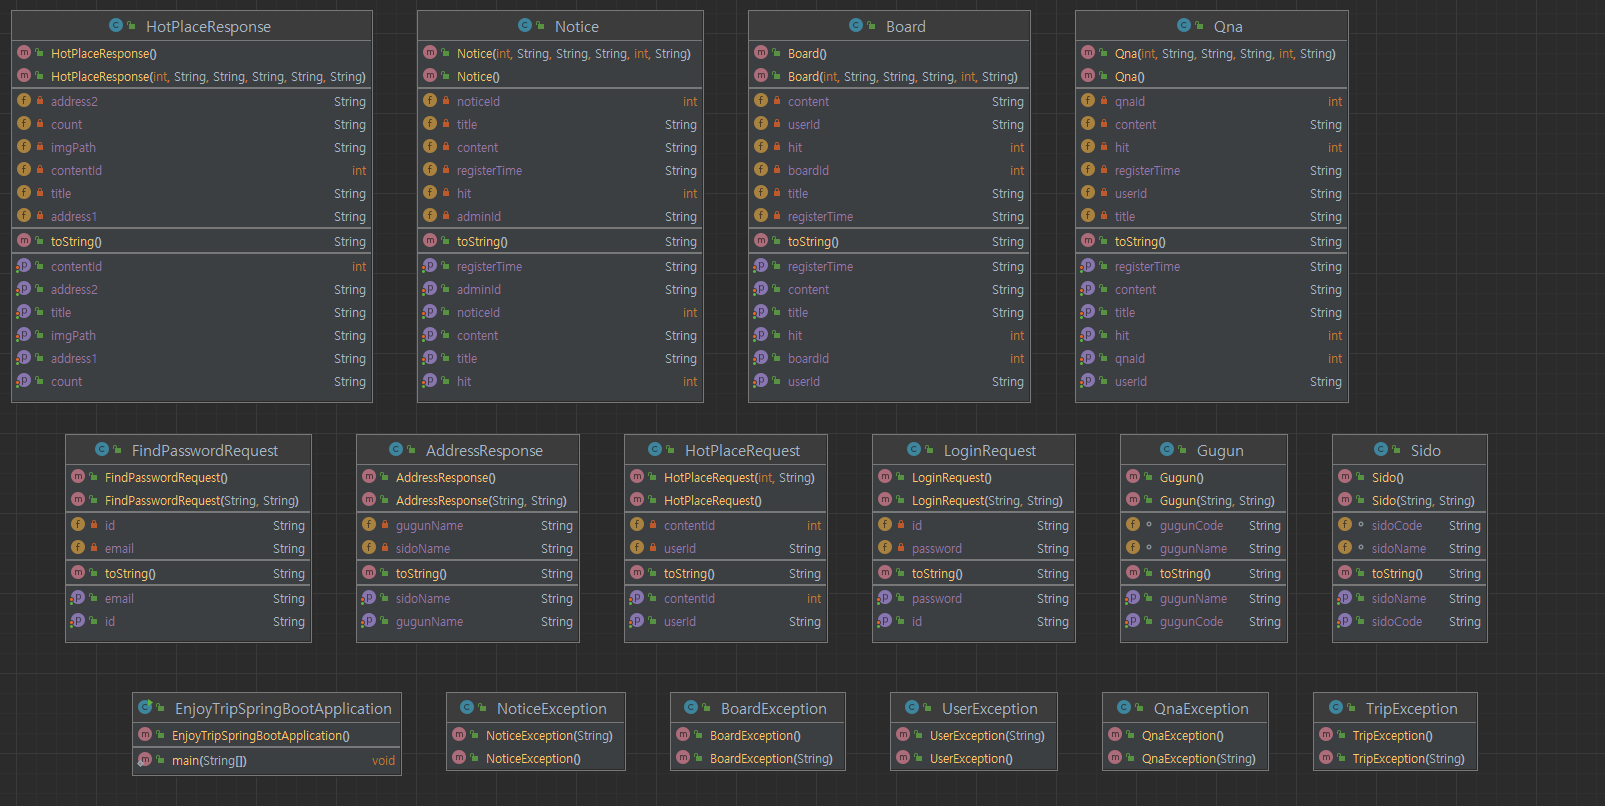 HotPlaceResponse
HotPlaceResponse()
HotPlaceResponse(int, String, String, String, String, String)
address2 String
count String
imgPath String
contentId int
title String
address1 String
toString() String
contentId int
address2 String
title String
imgPath String
address1 String
count String
Notice
Notice(int, String, String, String, int, String)
Notice()
noticeId int
title String
content String
registerTime String
hit int
adminId String
toString() String
registerTime String
adminId String
noticeId int
content String
title String
hit int
Board
Board()
Board(int, String, String, String, int, String)
content String
userId String
hit int
boardId int
title String
registerTime String
toString() String
registerTime String
content String
title String
hit int
boardId int
userId String
Qna
Qna(int, String, String, String, int, String)
Qna()
qnaId int
content String
hit int
registerTime String
userId String
title String
toString() String
registerTime String
content String
title String
hit int
qnaId int
userId String
FindPasswordRequest
FindPasswordRequest()
FindPasswordRequest(String, String)
id String
email String
toString() String
email String
id String
AddressResponse
AddressResponse()
AddressResponse(String, String)
gugunName String
sidoName String
toString() String
sidoName String
gugunName String
HotPlaceRequest
HotPlaceRequest(int, String)
HotPlaceRequest()
contentId int
userId String
toString() String
contentId int
userId String
LoginRequest
LoginRequest()
LoginRequest(String, String)
id String
password String
toString() String
password String
id String
Gugun
Gugun()
Gugun(String, String)
gugunCode String
gugunName String
toString() String
gugunName String
gugunCode String
Sido
Sido()
Sido(String, String)
sidoCode String
sidoName String
toString() String
sidoName String
sidoCode String
EnjoyTripSpringBootApplication
EnjoyTripSpringBootApplication()
main(String[]) void
NoticeException
NoticeException(String)
NoticeException()
BoardException
BoardException()
BoardException(String)
UserException
UserException(String)
UserException()
QnaException
QnaException()
QnaException(String)
TripException
TripException()
TripException(String)